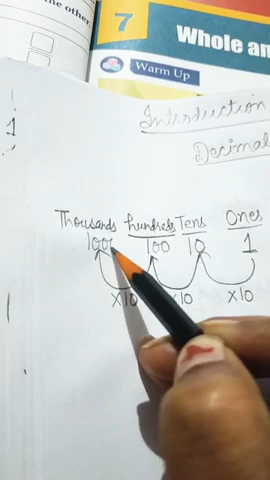 the other
7
Whole an
Warm Up
1
Introduction
Decimal
Thousands hundreds Tens Ones
100 10 1
x10 x10 x10